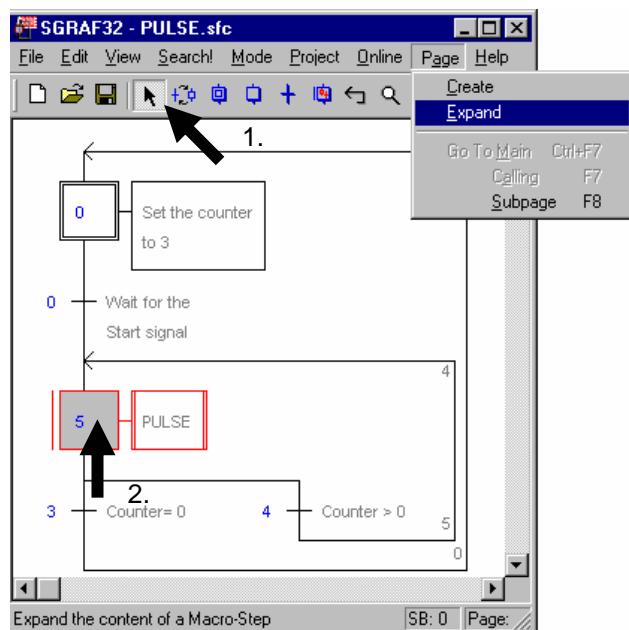 SGRAF32 - PULSE.sfc
File Edit View Search! Mode Project Online Page Help
Create
Expand
Go To Main Ctrl+F7
Calling F7
Subpage F8
1.
0 Set the counter
to 3
0 Wait for the
Start signal
4
5 PULSE
2.
3 Counter= 0 4 Counter > 0
5
0
Expand the content of a Macro-Step SB: 0 Page: